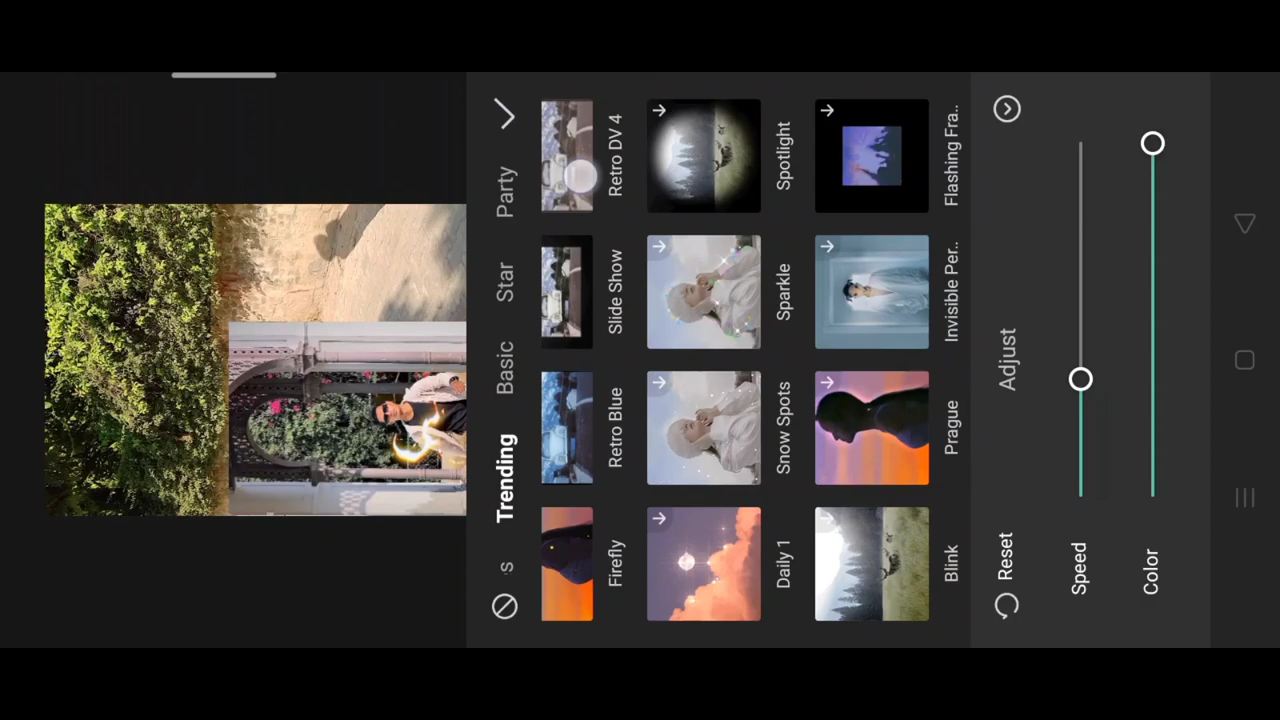 s
Trending
Basic
Star
Party
Firefly
Retro Blue
Slide Show
Retro DV 4
Daily 1
Snow Spots
Sparkle
Spotlight
Blink
Prague
Invisible Per..
Flashing Fra..
Reset
Adjust
Speed
Color